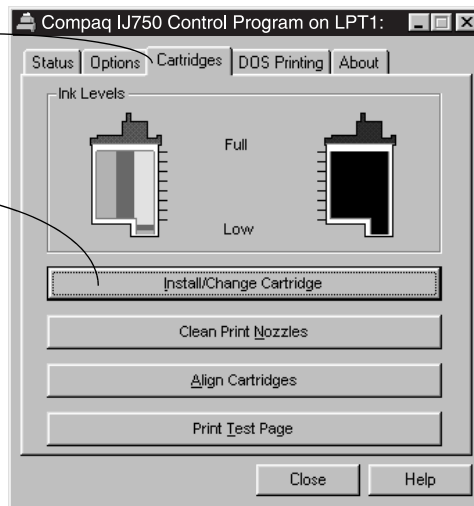 Compaq IJ750 Control Program on LPT1:
Status Options Cartridges DOS Printing About
Ink Levels
Full
Low
Install/Change Cartridge
Clean Print Nozzles
Align Cartridges
Print Test Page
Close Help